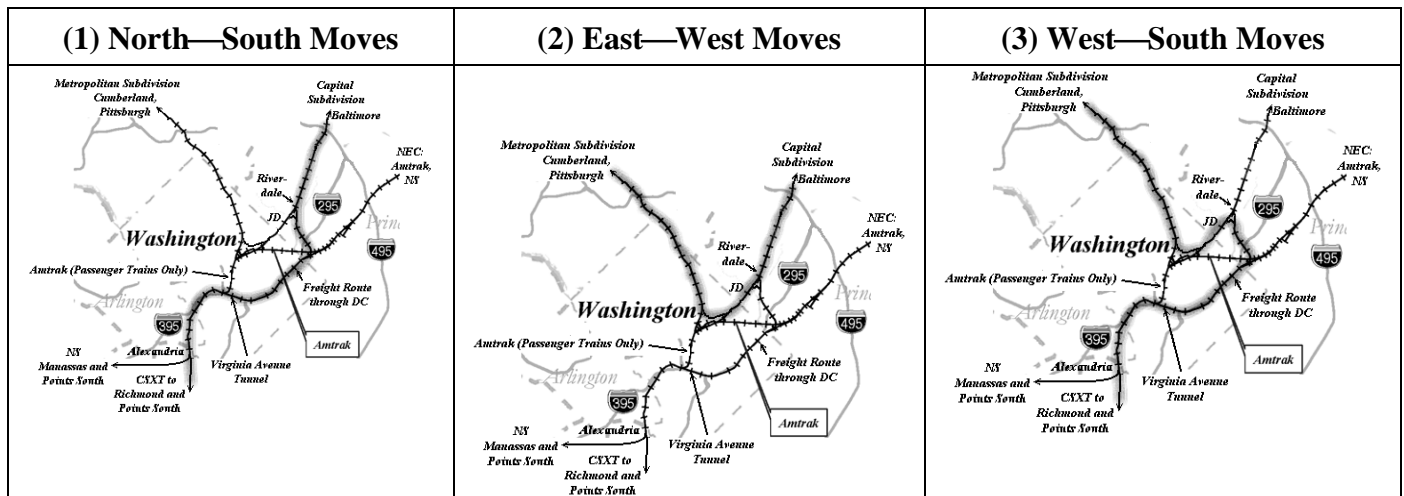 (1) North—South Moves
Metropolitan Subdivision
Cumberland,
Pittsburgh
Capital
Subdivision
Baltimore
NEC:
Amtrak,
NS
River-
dale
JD
295
Washington
495
Amtrak (Passenger Trains Only)
Freight Route
through DC
Arlington
395
Amtrak
NS
Manassas and
Points South
Alexandria
Virginia Avenue
Tunnel
CSXT to
Richmond and
Points South
(2) East—West Moves
Metropolitan Subdivision
Cumberland,
Pittsburgh
Capital
Subdivision
Baltimore
NEC:
Amtrak,
NS
River-
dale
JD
295
Washington
495
Amtrak (Passenger Trains Only)
Freight Route
through DC
Arlington
395
Amtrak
NS
Manassas and
Points South
Alexandria
Virginia Avenue
Tunnel
CSXT to
Richmond and
Points South
(3) West—South Moves
Metropolitan Subdivision
Cumberland,
Pittsburgh
Capital
Subdivision
Baltimore
NEC:
Amtrak,
NS
River-
dale
JD
295
Washington
495
Amtrak (Passenger Trains Only)
Freight Route
through DC
Arlington
395
Amtrak
NS
Manassas and
Points South
Alexandria
Virginia Avenue
Tunnel
CSXT to
Richmond and
Points South